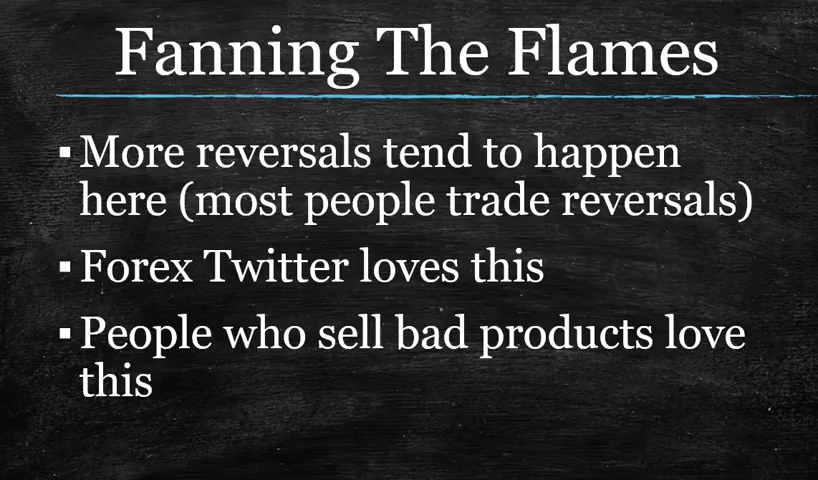 Fanning The Flames
▪ More reversals tend to happen
here (most people trade reversals)
▪ Forex Twitter loves this
▪ People who sell bad products love
this